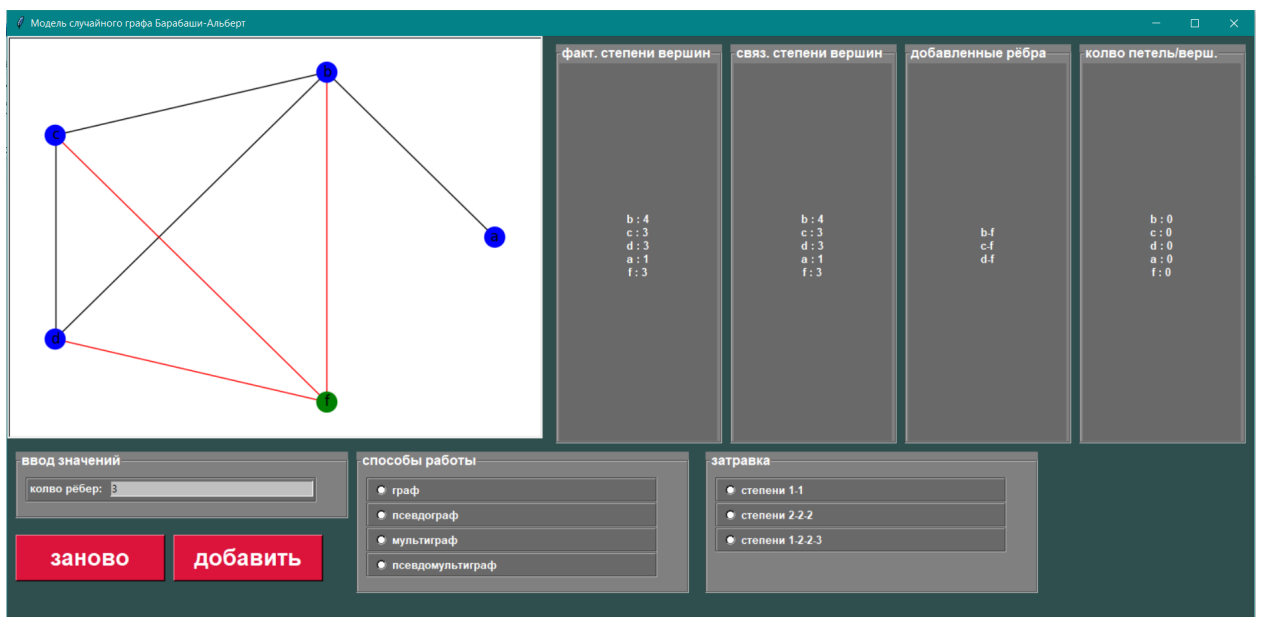 Модель случайного графа Барабаши-Альберт
b
c
a
d
f
факт. степени вершин
b : 4
c : 3
d : 3
a : 1
f : 3
связ. степени вершин
b : 4
c : 3
d : 3
a : 1
f : 3
добавленные рёбра
b-f
c-f
d-f
колво петель/верш.
b : 0
c : 0
d : 0
a : 0
f : 0
ввод значений
колво рёбер: 3
заново
добавить
способы работы
граф
псевдограф
мультиграф
псевдомультиграф
затравка
степени 1-1
степени 2-2-2
степени 1-2-2-3